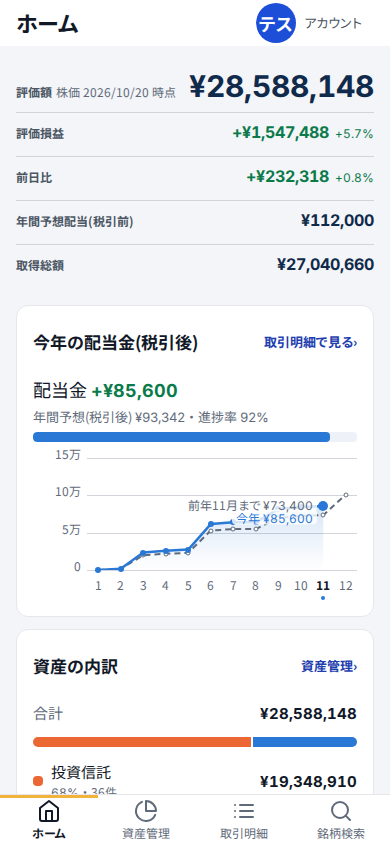 ホーム
テス アカウント
評価額 株価 2026/10/20 時点 ¥28,588,148
評価損益 +¥1,547,488 +5.7%
前日比 +¥232,318 +0.8%
年間予想配当(税引前) ¥112,000
取得総額 ¥27,040,660
今年の配当金(税引後) 取引明細で見る›
配当金 +¥85,600
年間予想(税引後) ¥93,342・進捗率 92%
15万
10万
5万
0
前年11月まで ¥73,400
今年 ¥85,600
1 2 3 4 5 6 7 8 9 10 11 12
資産の内訳 資産管理›
合計 ¥28,588,148
投資信託 ¥19,348,910
68%・36件
ホーム 資産管理 取引明細 銘柄検索